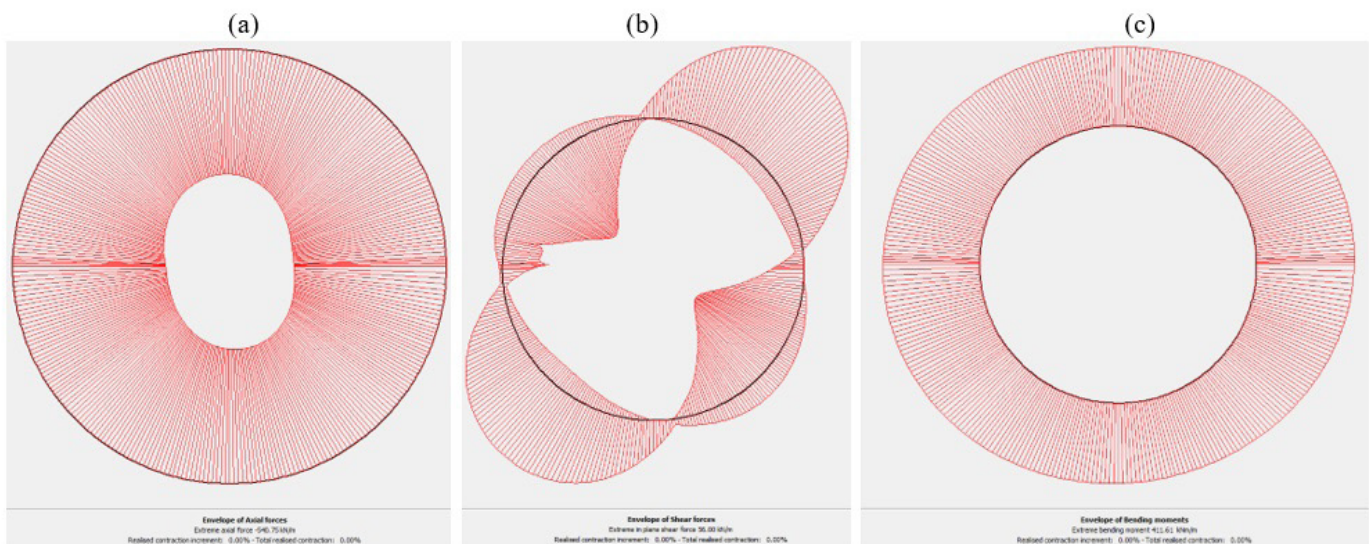 (a)
(b)
(c)
Envelope of Axial forces
Extreme axial force -540.75 kN/m
Realised contraction increment: 0.00% - Total realised contraction: 0.00%
Envelope of Shear forces
Extreme in plane shear force 56.80 kN/m
Realised contraction increment: 0.00% - Total realised contraction: 0.00%
Envelope of Bending moments
Extreme bending moment 411.61 kNm/m
Realised contraction increment: 0.00% - Total realised contraction: 0.00%